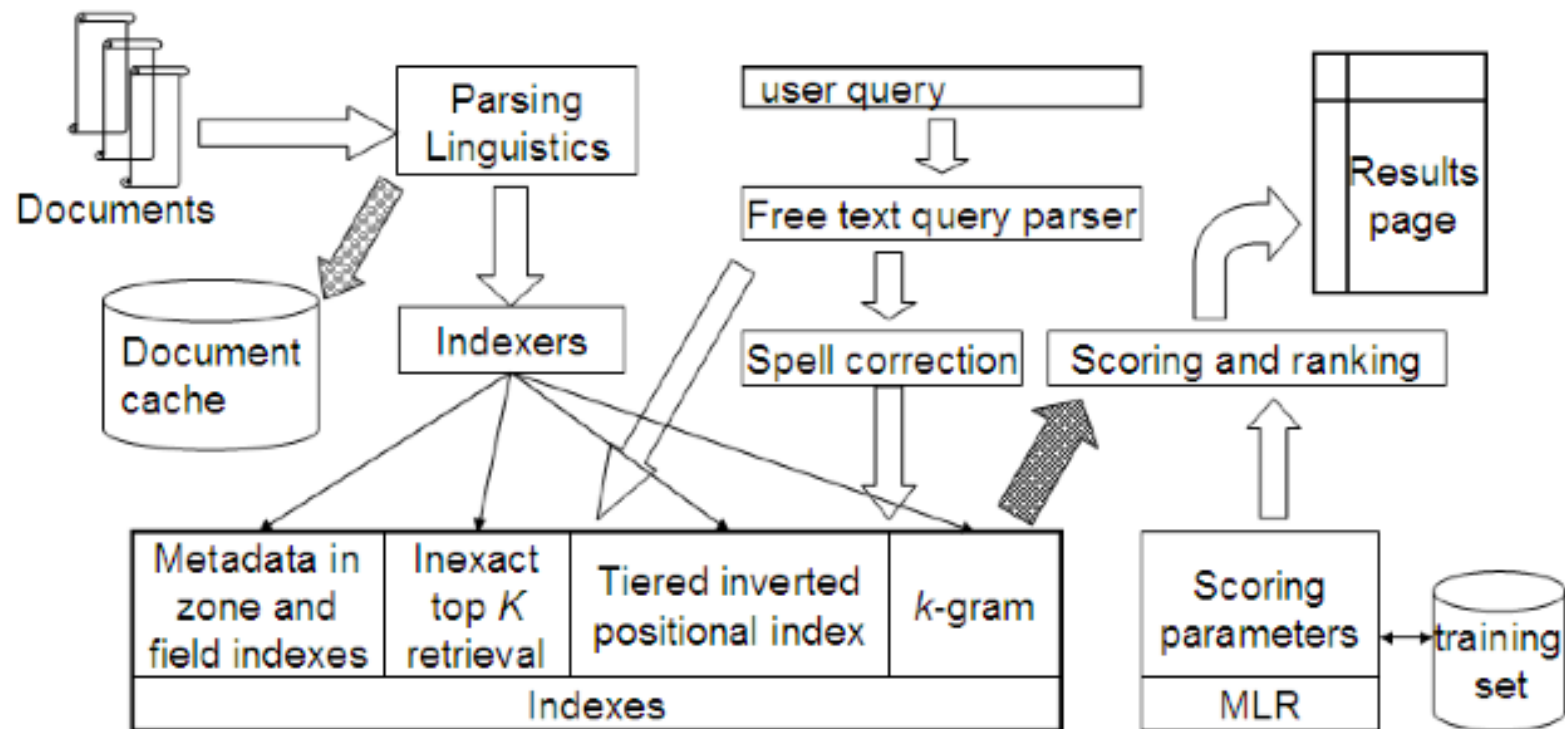 Documents
Parsing
Linguistics
user query
Results
page
Free text query parser
Document
cache
Indexers
Spell correction
Scoring and ranking
Metadata in
zone and
field indexes
Inexact
top K
retrieval
Tiered inverted
positional index
k-gram
Indexes
Scoring
parameters
MLR
training
set